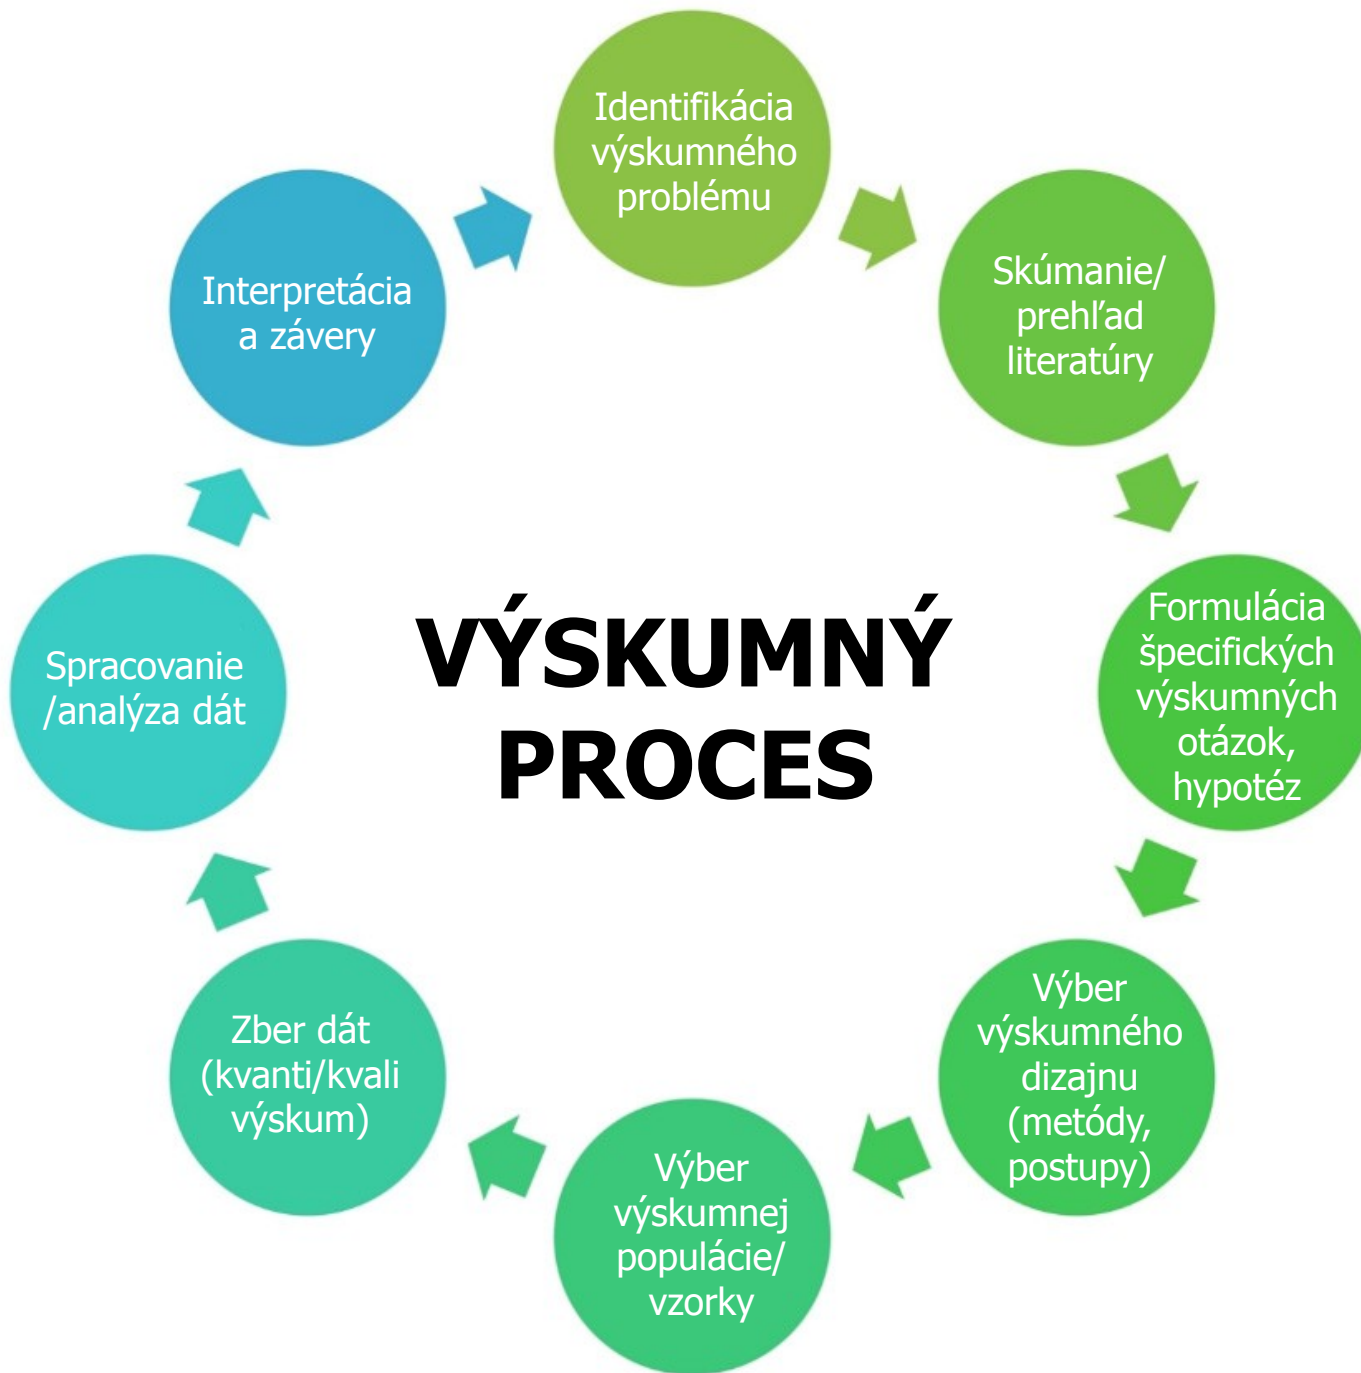 Identifikácia
výskumného
problému
Skúmanie/
prehľad
literatúry
Formulácia
špecifických
výskumných
otázok,
hypotéz
Výber
výskumného
dizajnu
(metódy,
postupy)
Výber
výskumnej
populácie/
vzorky
Zber dát
(kvanti/kvali
výskum)
Spracovanie
/analýza dát
Interpretácia
a závery
VÝSKUMNÝ
PROCES